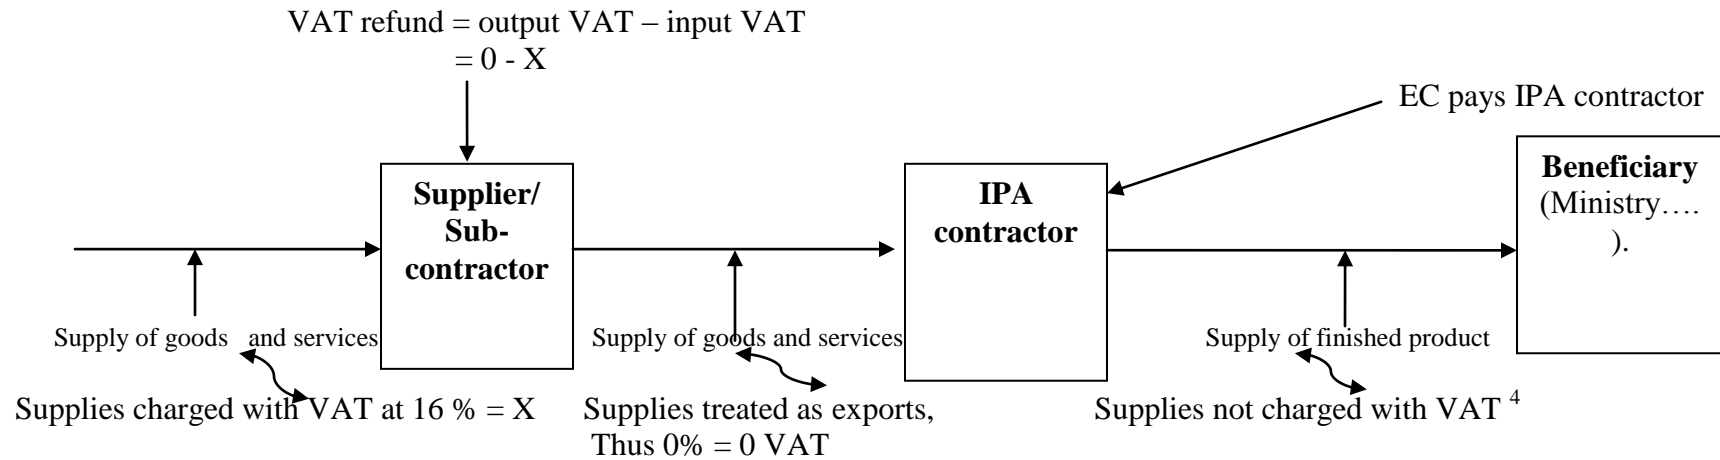 VAT refund = output VAT – input VAT
= 0 - X
EC pays IPA contractor
Supplier/
Sub-
contractor
IPA
contractor
Beneficiary
(Ministry….
).
Supply of goods and services
Supply of goods and services
Supply of finished product
Supplies charged with VAT at 16 % = X
Supplies treated as exports,
Thus 0% = 0 VAT
Supplies not charged with VAT 4